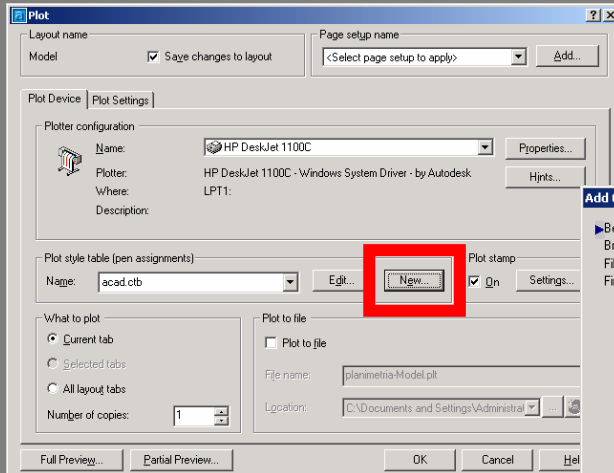 Plot
Layout name
Page setup name
Model
Save changes to layout
<Select page setup to apply>
Add...
Plot Device
Plot Settings
Plotter configuration
Name:
HP DeskJet 1100C
Properties...
Plotter:
HP DeskJet 1100C - Windows System Driver - by Autodesk
Hints...
Where:
LPT1:
Description:
Add
Plot style table (pen assignments)
Name:
acad.ctb
Edit...
New...
Plot stamp
On
Settings...
What to plot
Current tab
Selected tabs
All layout tabs
Number of copies:
1
Plot to file
Plot to file
File name:
planimetria-Model.plt
Location:
C:\Documents and Settings\Administrat
...
Full Preview...
Partial Preview...
OK
Cancel
Hel